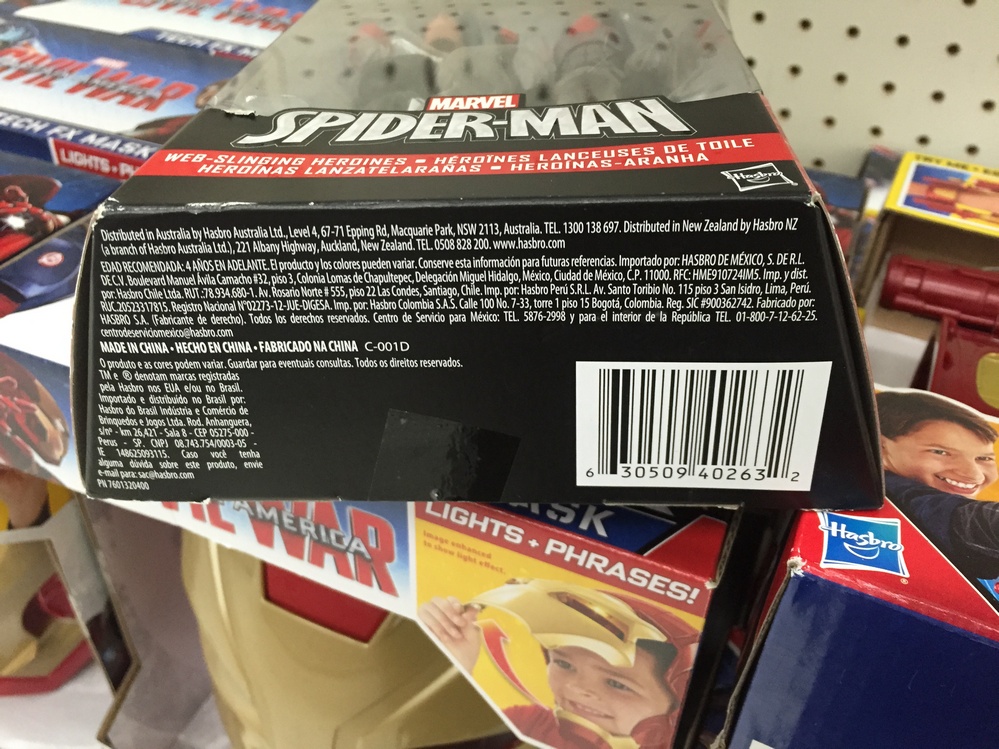 MARVEL
CIVIL WAR
TECH FX MASK
LIGHTS + PH
MARVEL
SPIDER-MAN
WEB-SLINGING HEROINES ▪ HÉROÏNES LANCEUSES DE TOILE
HEROÍNAS LANZATELARAÑAS ▪ HEROÍNAS-ARANHA
Hasbro
Distributed in Australia by Hasbro Australia Ltd., Level 4, 67-71 Epping Rd, Macquarie Park, NSW 2113, Australia. TEL. 1300 138 697. Distributed in New Zealand by Hasbro NZ
(a branch of Hasbro Australia Ltd.), 221 Albany Highway, Auckland, New Zealand. TEL. 0508 828 200. www.hasbro.com
EDAD RECOMENDADA: 4 AÑOS EN ADELANTE. El producto y los colores pueden variar. Conserve esta información para futuras referencias. Importado por: HASBRO DE MÉXICO, S. DE R.L.
DE C.V. Boulevard Manuel Ávila Camacho #32, piso 3, Colonia Lomas de Chapultepec, Delegación Miguel Hidalgo, México, Ciudad de México, C.P. 11000. RFC: HME910724IM5. Imp. y dist.
por: Hasbro Chile Ltda. RUT.:78.934.680-1. Av. Rosario Norte # 555, piso 22 Las Condes, Santiago, Chile. Imp. por: Hasbro Perú S.R.L. Av. Santo Toribio No. 115 piso 3 San Isidro, Lima, Perú.
RUC.20523317815. Registro Nacional N°02273-12-JUE-DIGESA. Imp. por: Hasbro Colombia S.A.S. Calle 100 No. 7-33, torre 1 piso 15 Bogotá, Colombia. Reg. SIC #900362742. Fabricado por:
HASBRO S.A. (Fabricante de derecho). Todos los derechos reservados. Centro de Servicio para México: TEL. 5876-2998 y para el interior de la República TEL. 01-800-7-12-62-25.
centrodeserviciomexico@hasbro.com
MADE IN CHINA • HECHO EN CHINA • FABRICADO NA CHINA C-001D
O produto e as cores podem variar. Guardar para eventuais consultas. Todos os direitos reservados.
TM e ® denotam marcas registradas
pela Hasbro nos EUA e/ou no Brasil.
Importado e distribuído no Brasil por:
Hasbro do Brasil Indústria e Comércio de
Brinquedos e Jogos Ltda. Rod. Anhanguera,
s/nº - km 26,421 - Sala 8 - CEP 05275-000 -
Perus - SP. CNPJ 08.743.754/0003-05 -
IE 148625093115. Caso você tenha
alguma dúvida sobre este produto, envie
e-mail para: sac@hasbro.com
PN 7601320400
6 30509 40263 2
AMERICA
WAR
SK
LIGHTS + PHRASES!
Image enhanced
to show light effect.
Hasbro